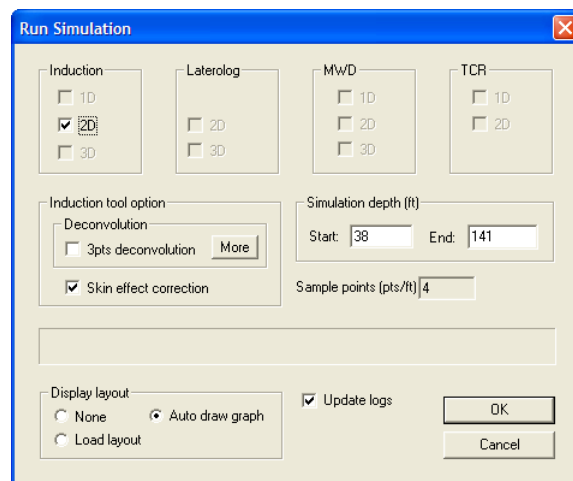 Run Simulation
Induction
1D
2D
3D
Laterolog
2D
3D
MWD
1D
2D
3D
TCR
1D
2D
Induction tool option
Deconvolution
3pts deconvolution
More
Skin effect correction
Simulation depth (ft)
Start: 38 End: 141
Sample points (pts/ft) 4
Display layout
None
Auto draw graph
Load layout
Update logs
OK
Cancel